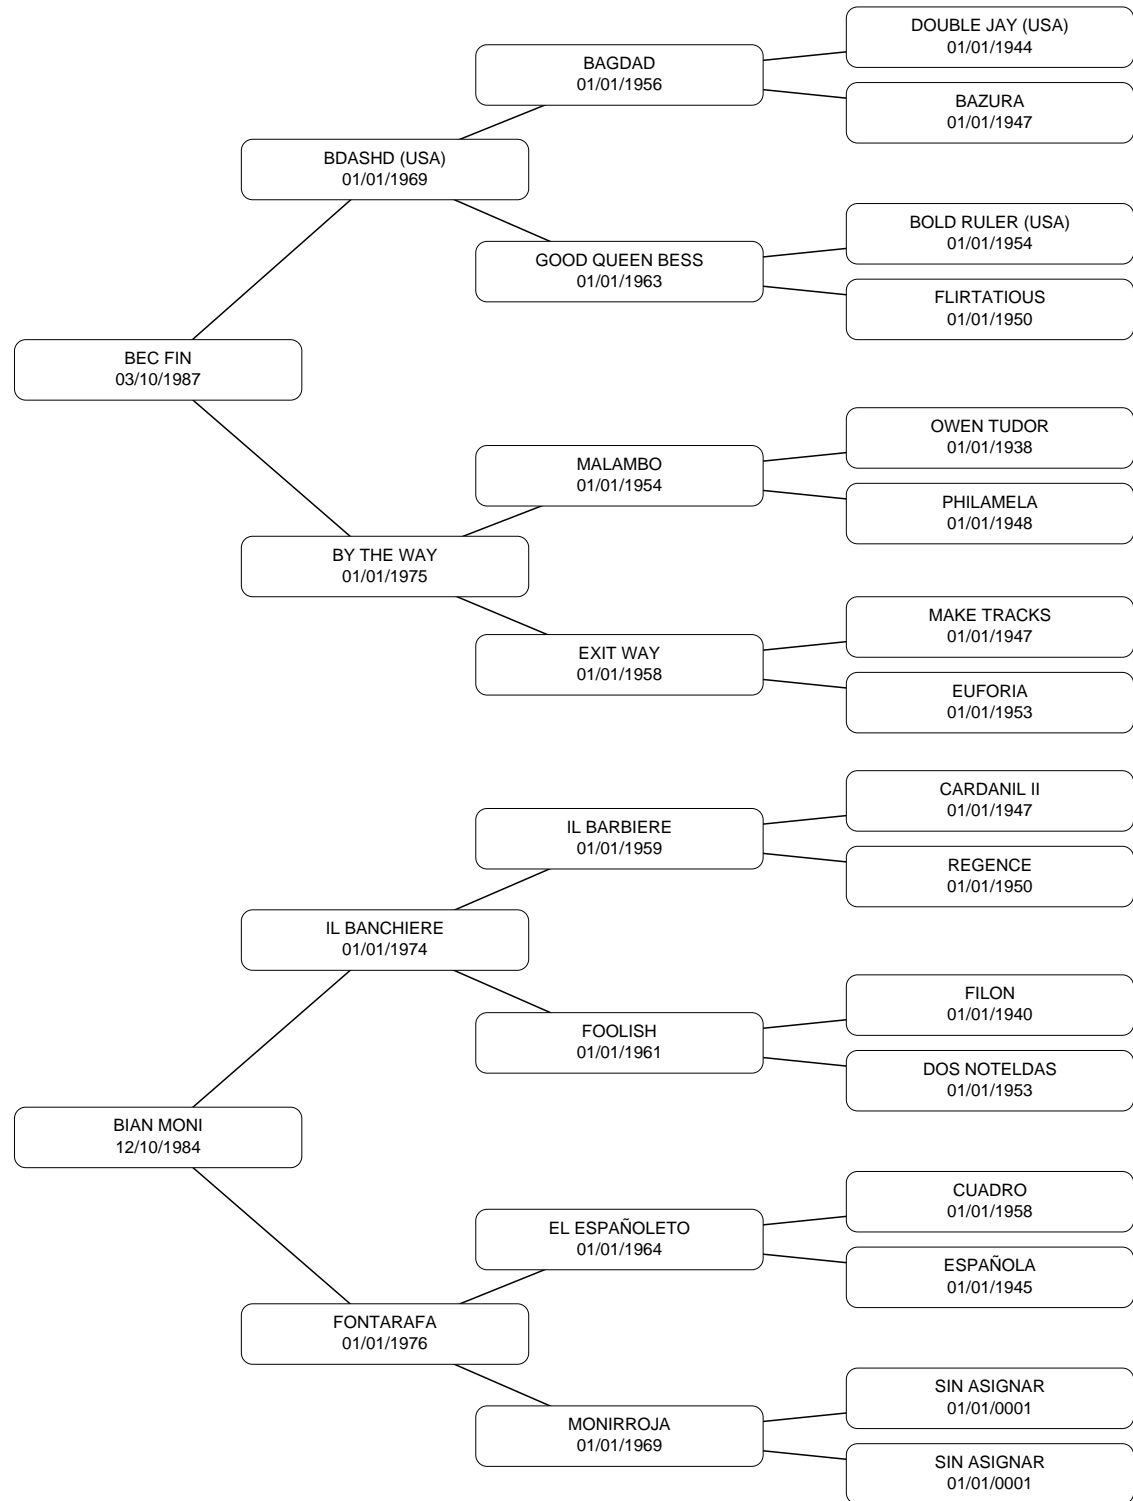 DOUBLE JAY (USA)
01/01/1944
BAGDAD
01/01/1956
BAZURA
01/01/1947
BDASHD (USA)
01/01/1969
BOLD RULER (USA)
01/01/1954
GOOD QUEEN BESS
01/01/1963
FLIRTATIOUS
01/01/1950
BEC FIN
03/10/1987
OWEN TUDOR
01/01/1938
MALAMBO
01/01/1954
PHILAMELA
01/01/1948
BY THE WAY
01/01/1975
MAKE TRACKS
01/01/1947
EXIT WAY
01/01/1958
EUFORIA
01/01/1953
CARDANIL II
01/01/1947
IL BARBIERE
01/01/1959
REGENCE
01/01/1950
IL BANCHIERE
01/01/1974
FILON
01/01/1940
FOOLISH
01/01/1961
DOS NOTELDAS
01/01/1953
BIAN MONI
12/10/1984
CUADRO
01/01/1958
EL ESPAÑOLETO
01/01/1964
ESPAÑOLA
01/01/1945
FONTARAFA
01/01/1976
SIN ASIGNAR
01/01/0001
MONIRROJA
01/01/1969
SIN ASIGNAR
01/01/0001